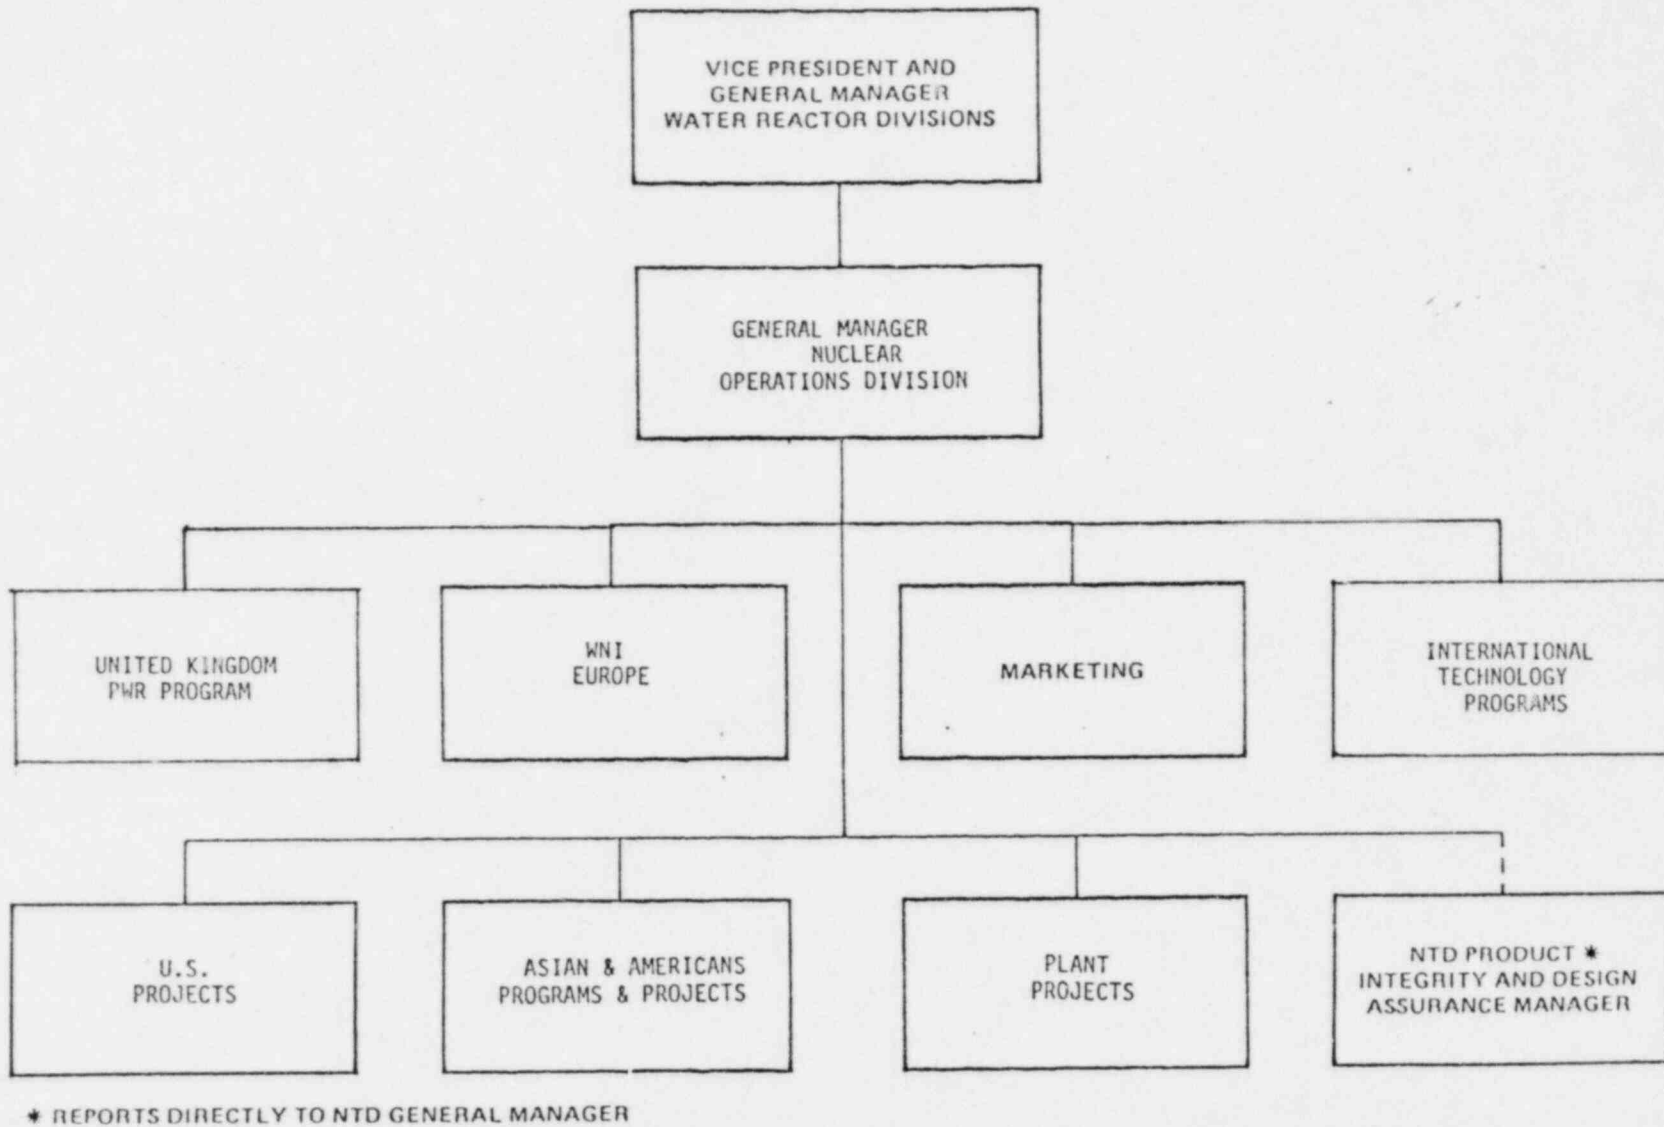 VICE PRESIDENT AND
GENERAL MANAGER
WATER REACTOR DIVISIONS
GENERAL MANAGER
NUCLEAR
OPERATIONS DIVISION
UNITED KINGDOM
PWR PROGRAM
WNI
EUROPE
MARKETING
INTERNATIONAL
TECHNOLOGY
PROGRAMS
U.S.
PROJECTS
ASIAN & AMERICANS
PROGRAMS & PROJECTS
PLANT
PROJECTS
NTD PRODUCT *
INTEGRITY AND DESIGN
ASSURANCE MANAGER
* REPORTS DIRECTLY TO NTD GENERAL MANAGER